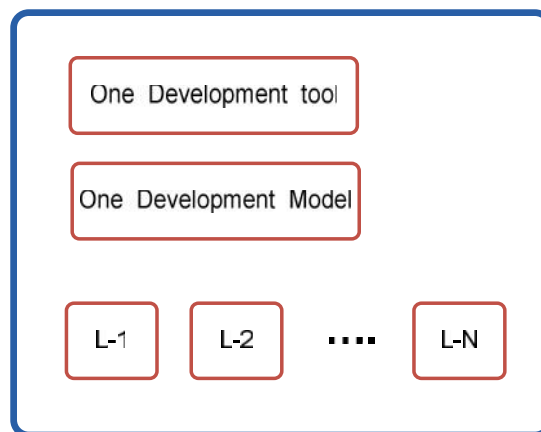 One Development tool
One Development Model
L-1 L-2 .... L-N